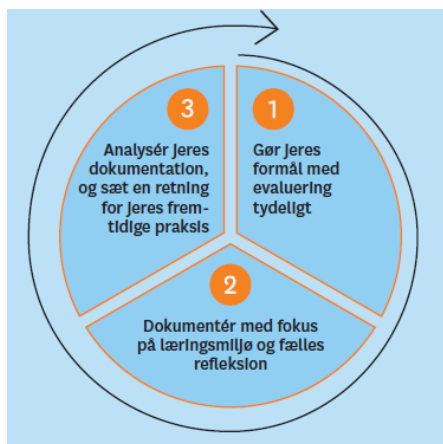 1
Gør jeres
formål med
evaluering
tydeligt
2
Dokumentér med fokus
på læringsmiljø og fælles
refleksion
3
Analysér jeres
dokumentation,
og sæt en retning
for jeres frem-
tidige praksis